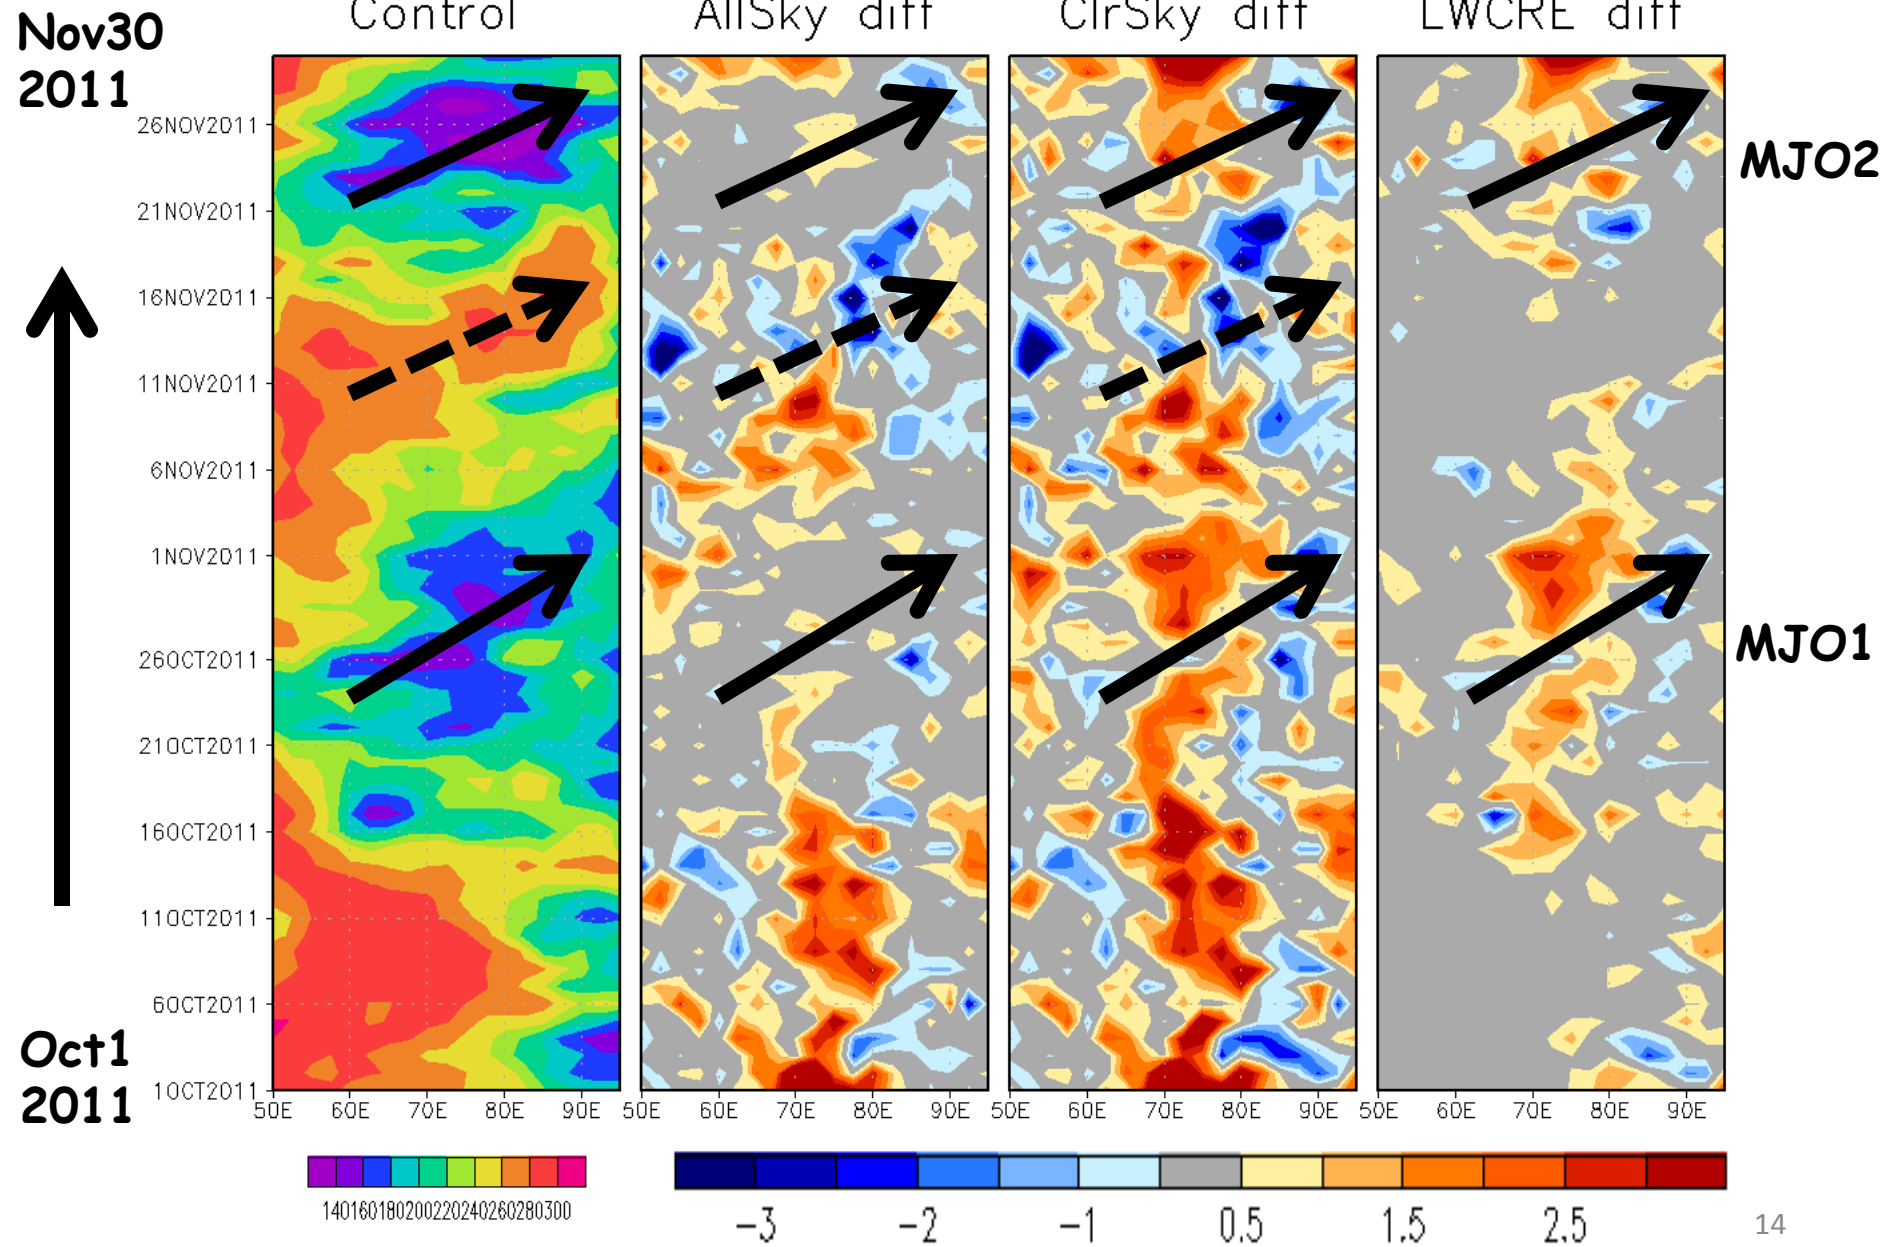 Control AllSky diff ClrSky diff LWCRE diff
Nov30
2011
26NOV2011
MJO2
21NOV2011
16NOV2011
11NOV2011
6NOV2011
1NOV2011
MJO1
26OCT2011
21OCT2011
16OCT2011
11OCT2011
6OCT2011
Oct1
2011
1OCT2011
50E 60E 70E 80E 90E 50E 60E 70E 80E 90E 50E 60E 70E 80E 90E 50E 60E 70E 80E 90E
140160180200220240260280300
-3 -2 -1 0.5 1.5 2.5
14